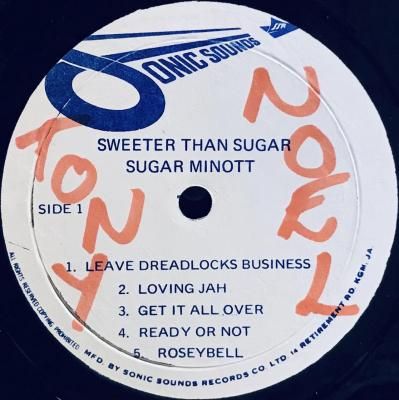 SONIC SOUNDS
SWEETER THAN SUGAR
SUGAR MINOTT
TONY
NOEL
SIDE 1
1. LEAVE DREADLOCKS BUSINESS
2. LOVING JAH
3. GET IT ALL OVER
4. READY OR NOT
5. ROSEYBELL
ALL RIGHTS RESERVED COPYING PROHIBITED
MFD. BY SONIC SOUNDS RECORDS CO. LTD. 14 RETIREMENT RD. KGN. JA.